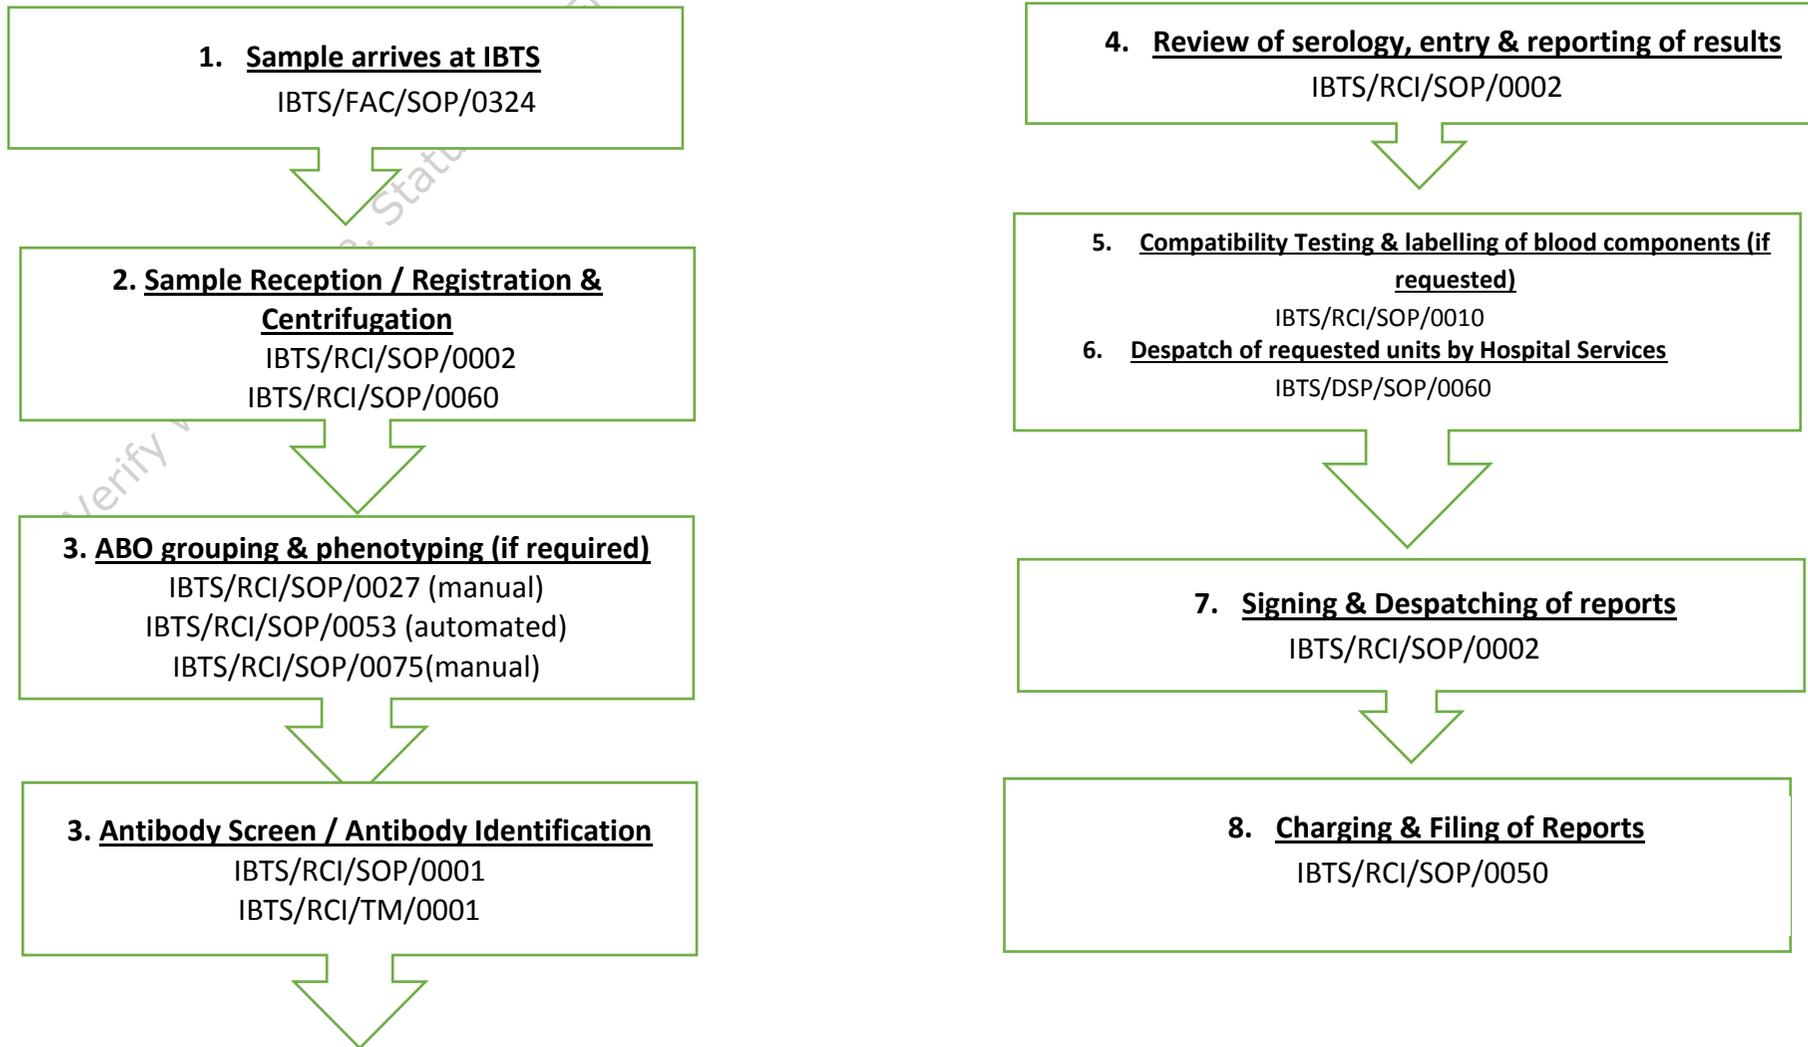 1. Sample arrives at IBTS
IBTS/FAC/SOP/0324
2. Sample Reception / Registration &
Centrifugation
IBTS/RCI/SOP/0002
IBTS/RCI/SOP/0060
3. ABO grouping & phenotyping (if required)
IBTS/RCI/SOP/0027 (manual)
IBTS/RCI/SOP/0053 (automated)
IBTS/RCI/SOP/0075(manual)
3. Antibody Screen / Antibody Identification
IBTS/RCI/SOP/0001
IBTS/RCI/TM/0001
4. Review of serology, entry & reporting of results
IBTS/RCI/SOP/0002
5. Compatibility Testing & labelling of blood components (if
requested)
IBTS/RCI/SOP/0010
6. Despatch of requested units by Hospital Services
IBTS/DSP/SOP/0060
7. Signing & Despatching of reports
IBTS/RCI/SOP/0002
8. Charging & Filing of Reports
IBTS/RCI/SOP/0050
Verify